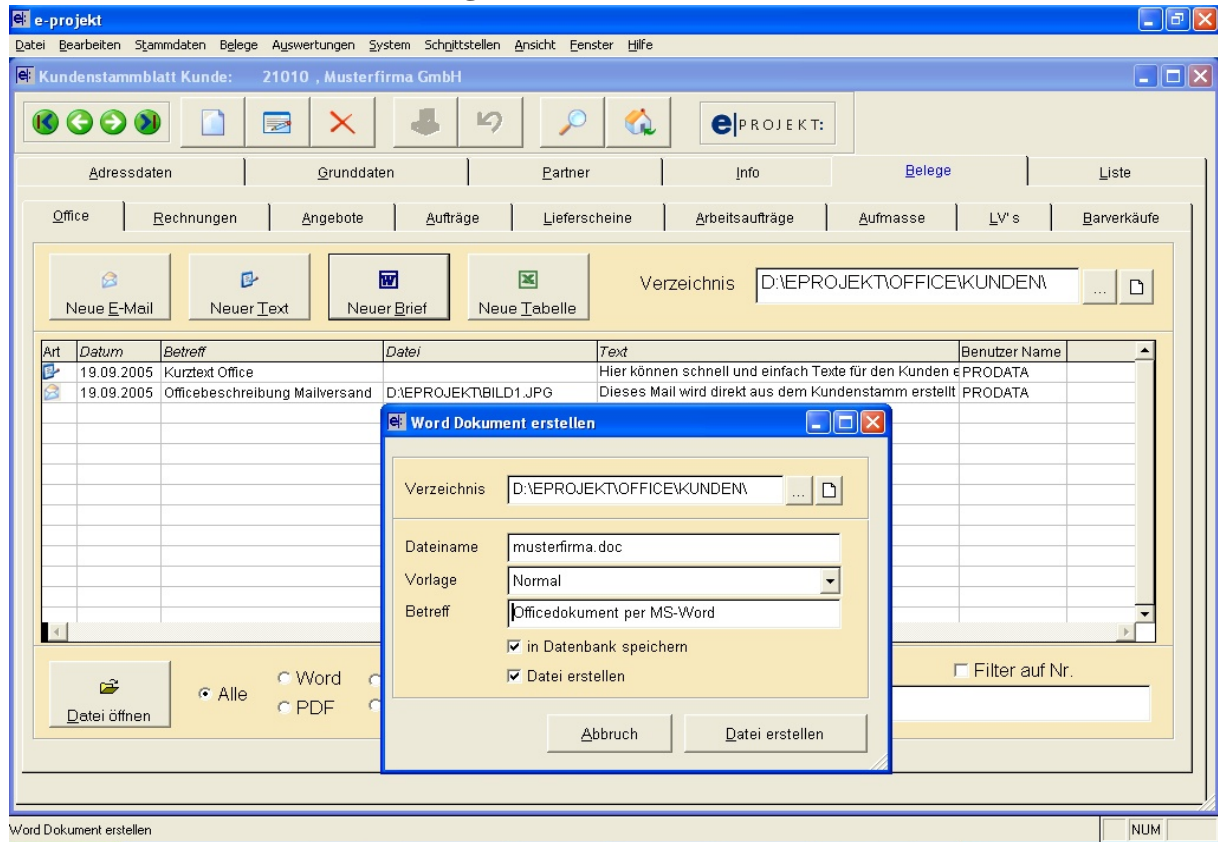 e-projekt
Datei Bearbeiten Stammdaten Belege Auswertungen System Schnittstellen Ansicht Fenster Hilfe
Kundenstammblatt Kunde: 21010 , Musterfirma GmbH
e PROJEKT:
Adressdaten Grunddaten Partner Info Belege Liste
Office Rechnungen Angebote Aufträge Lieferscheine Arbeitsaufträge Aufmasse LV's Barverkäufe
Neue E-Mail Neuer Text Neuer Brief Neue Tabelle Verzeichnis D:\EPROJEKT\OFFICE\KUNDEN\ ...
Art Datum Betreff Datei Text Benutzer Name
19.09.2005 Kurztext Office Hier können schnell und einfach Texte für den Kunden e PRODATA
19.09.2005 Officebeschreibung Mailversand D:\EPROJEKT\BILD1.JPG Dieses Mail wird direkt aus dem Kundenstamm erstellt PRODATA
Word Dokument erstellen
Verzeichnis D:\EPROJEKT\OFFICE\KUNDEN\ ...
Dateiname musterfirma.doc
Vorlage Normal
Betreff Officedokument per MS-Word
in Datenbank speichern
Datei erstellen
Abbruch Datei erstellen
Datei öffnen Alle Word PDF Filter auf Nr.
Word Dokument erstellen NUM